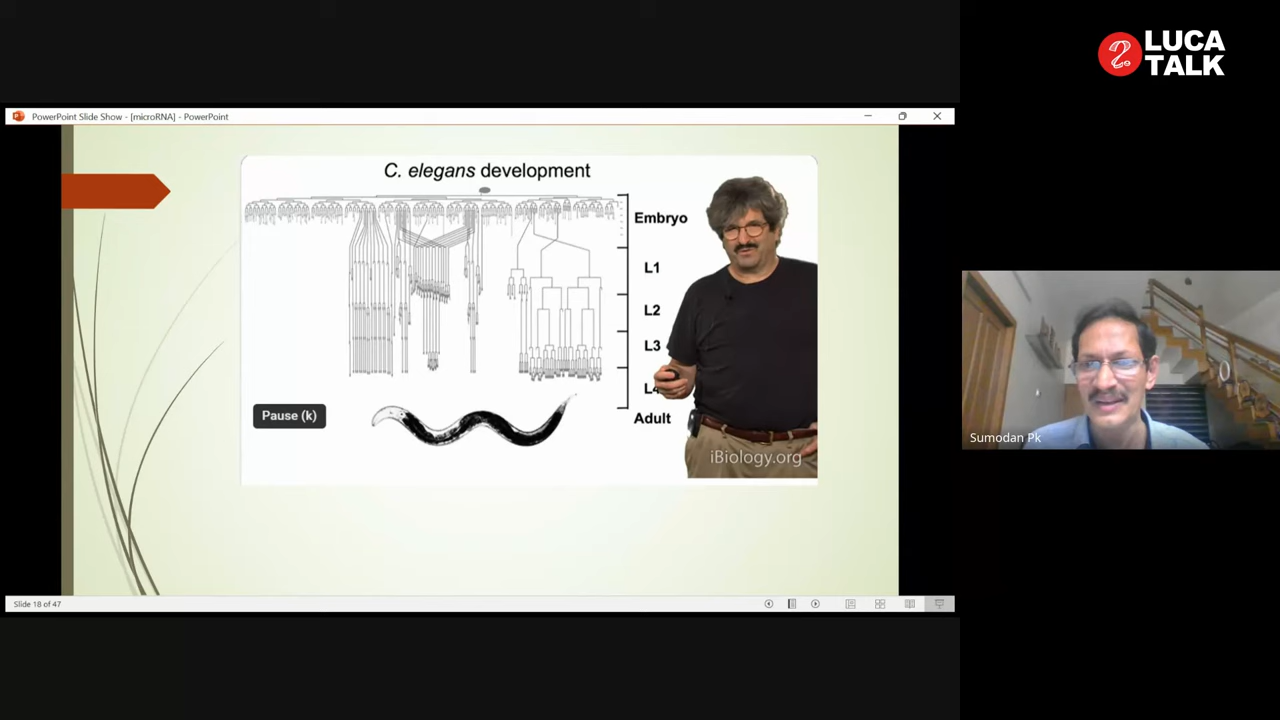 LUCA
TALK
PowerPoint Slide Show - [microRNA] - PowerPoint
C. elegans development
Embryo
L1
L2
L3
L4
Adult
Pause (k)
iBiology.org
Sumodan Pk
Slide 18 of 47